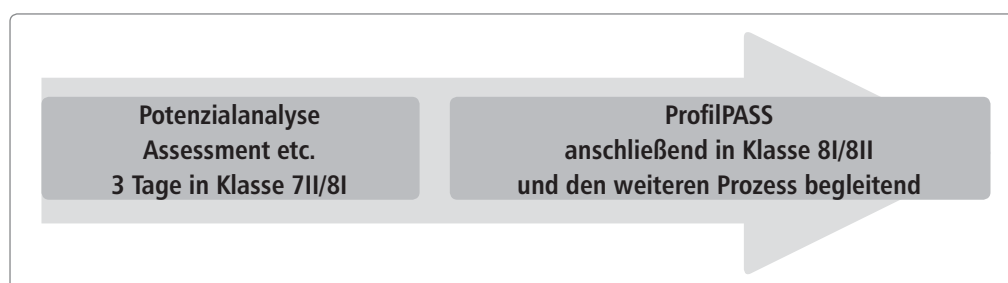 Potenzialanalyse
Assessment etc.
3 Tage in Klasse 7II/8I
ProfilPASS
anschließend in Klasse 8I/8II
und den weiteren Prozess begleitend